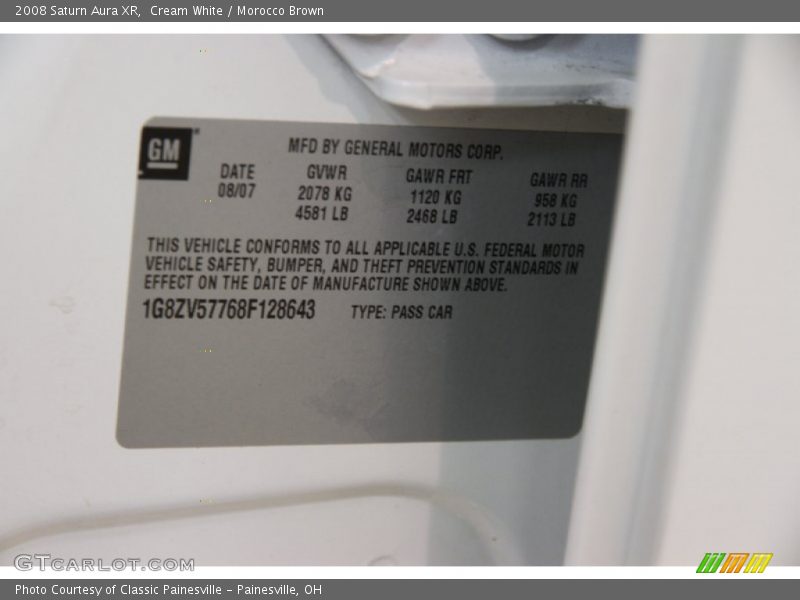 2008 Saturn Aura XR,  Cream White / Morocco Brown
GM
MFD BY GENERAL MOTORS CORP.
DATE GVWR GAWR FRT GAWR RR
08/07 2078 KG 1120 KG 958 KG
4581 LB 2468 LB 2113 LB
THIS VEHICLE CONFORMS TO ALL APPLICABLE U.S. FEDERAL MOTOR
VEHICLE SAFETY, BUMPER, AND THEFT PREVENTION STANDARDS IN
EFFECT ON THE DATE OF MANUFACTURE SHOWN ABOVE.
1G8ZV57768F128643 TYPE: PASS CAR
GTCARLOT.COM
Photo Courtesy of Classic Painesville – Painesville, OH